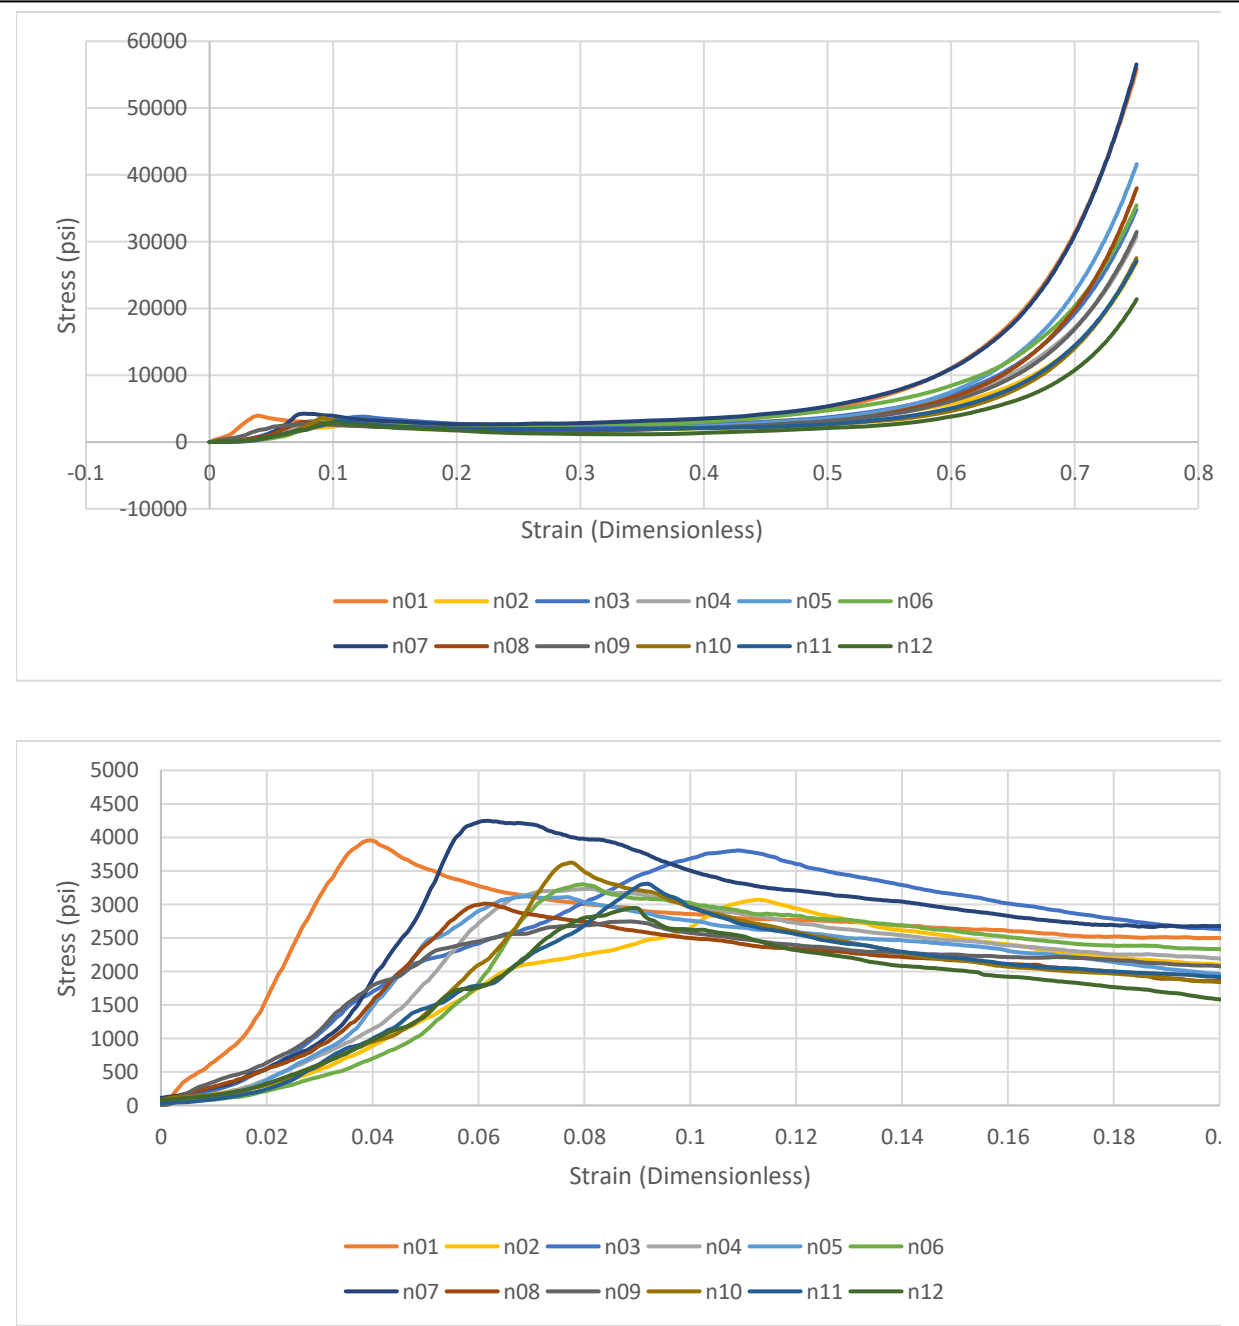 60000
50000
40000
30000
20000
10000
0
-10000
-0.1 0 0.1 0.2 0.3 0.4 0.5 0.6 0.7 0.8
Stress (psi)
Strain (Dimensionless)
n01 n02 n03 n04 n05 n06
n07 n08 n09 n10 n11 n12
5000
4500
4000
3500
3000
2500
2000
1500
1000
500
0
0 0.02 0.04 0.06 0.08 0.1 0.12 0.14 0.16 0.18 0.
Stress (psi)
Strain (Dimensionless)
n01 n02 n03 n04 n05 n06
n07 n08 n09 n10 n11 n12